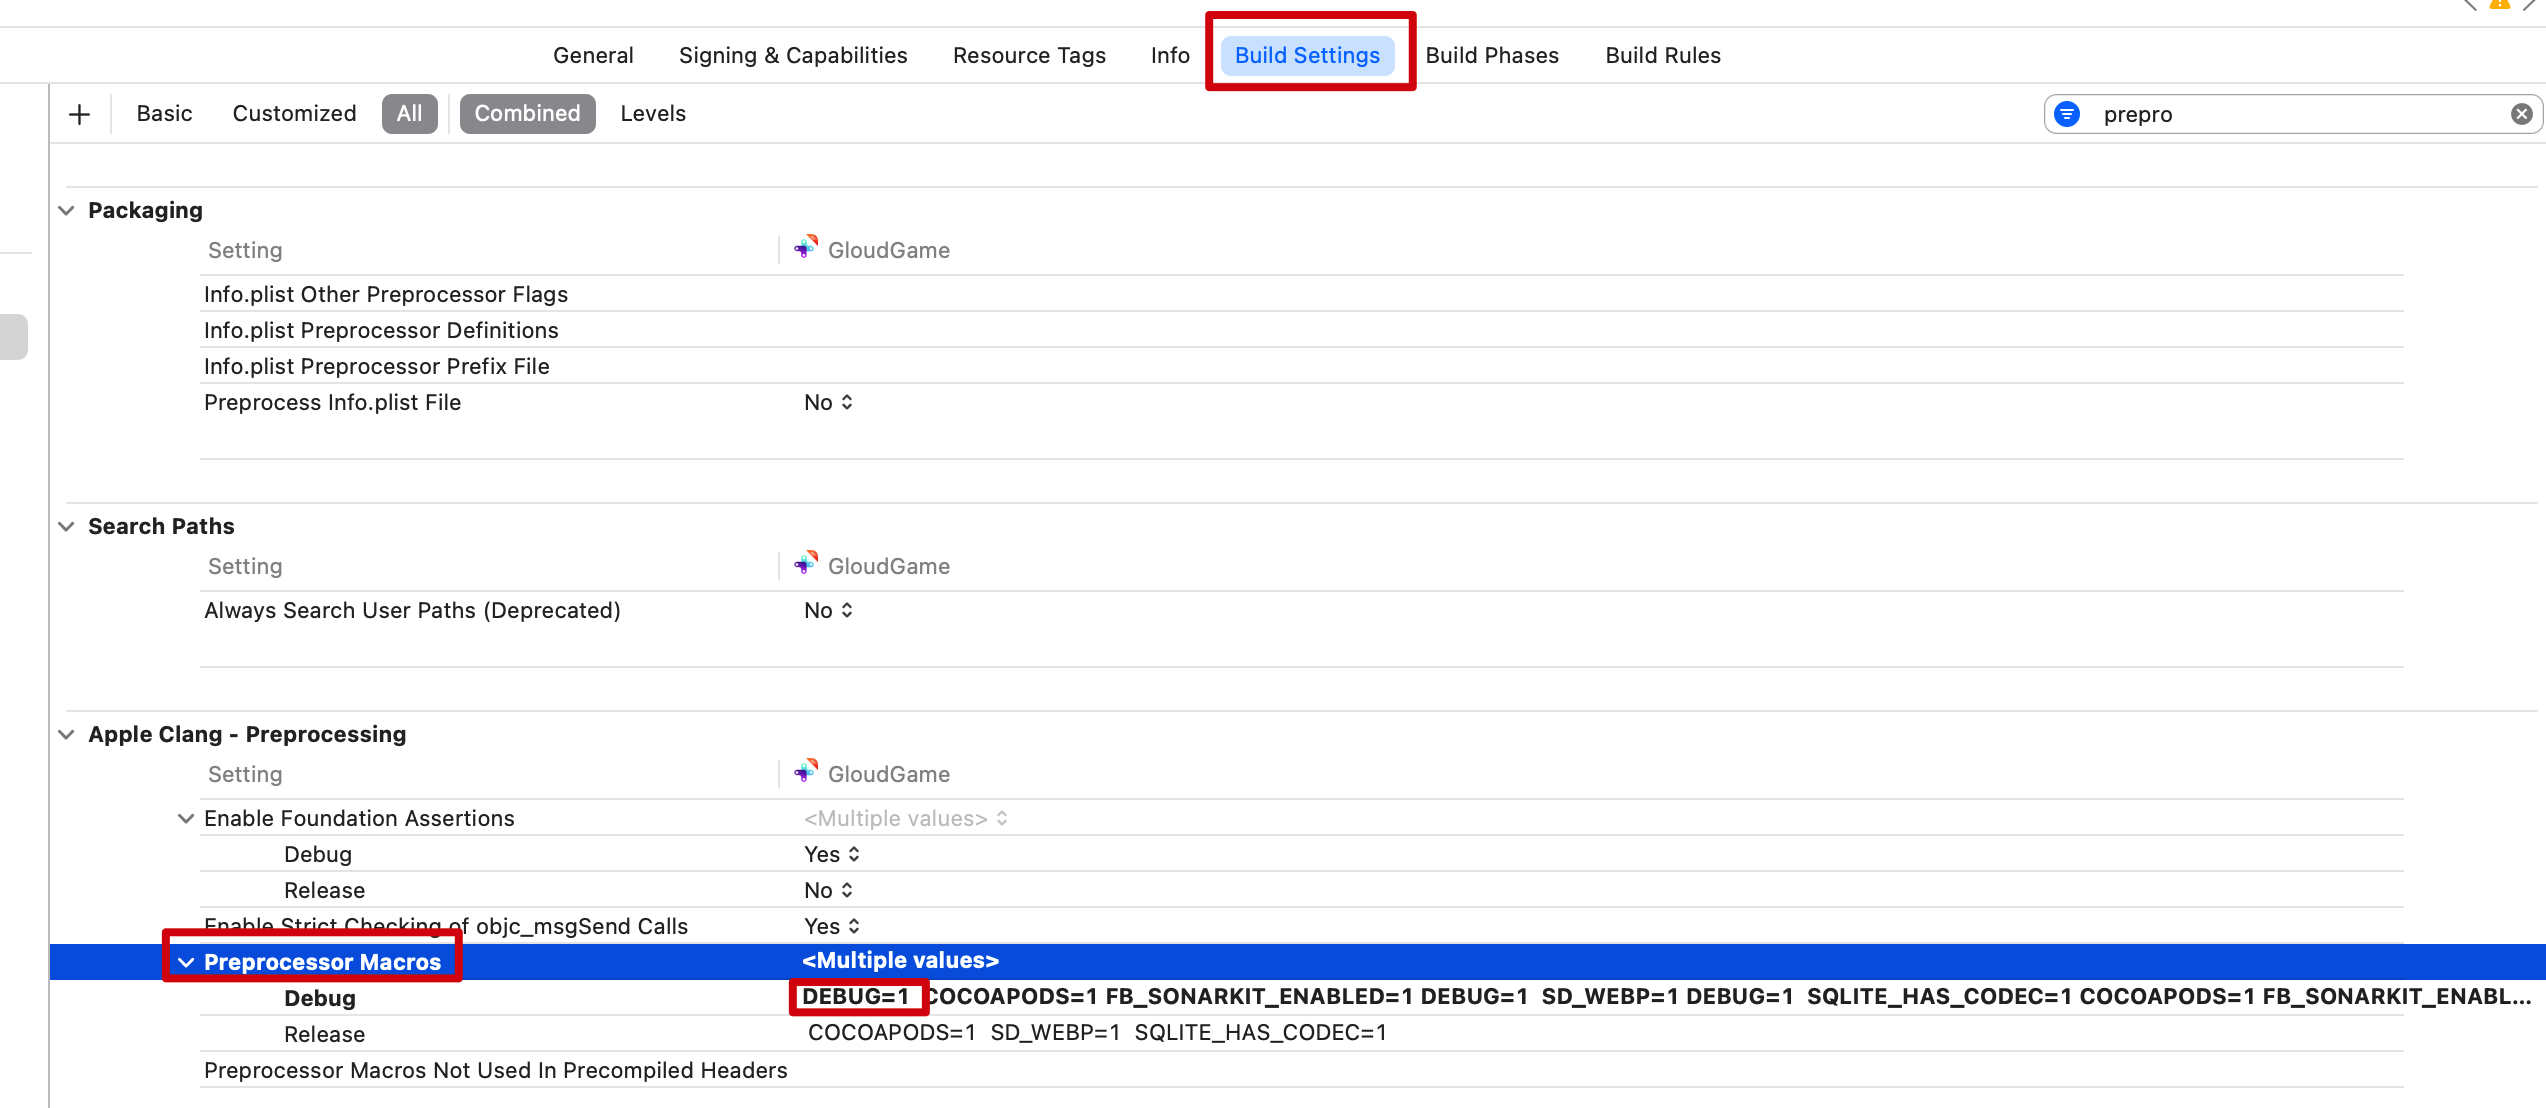 General Signing & Capabilities Resource Tags Info Build Settings Build Phases Build Rules
Basic Customized All Combined Levels prepro
Packaging
Setting GloudGame
Info.plist Other Preprocessor Flags
Info.plist Preprocessor Definitions
Info.plist Preprocessor Prefix File
Preprocess Info.plist File No
Search Paths
Setting GloudGame
Always Search User Paths (Deprecated) No
Apple Clang - Preprocessing
Setting GloudGame
Enable Foundation Assertions <Multiple values>
Debug Yes
Release No
Enable Strict Checking of objc_msgSend Calls Yes
Preprocessor Macros <Multiple values>
Debug DEBUG=1 COCOAPODS=1 FB_SONARKIT_ENABLED=1 DEBUG=1 SD_WEBP=1 DEBUG=1 SQLITE_HAS_CODEC=1 COCOAPODS=1 FB_SONARKIT_ENABL...
Release COCOAPODS=1 SD_WEBP=1 SQLITE_HAS_CODEC=1
Preprocessor Macros Not Used In Precompiled Headers